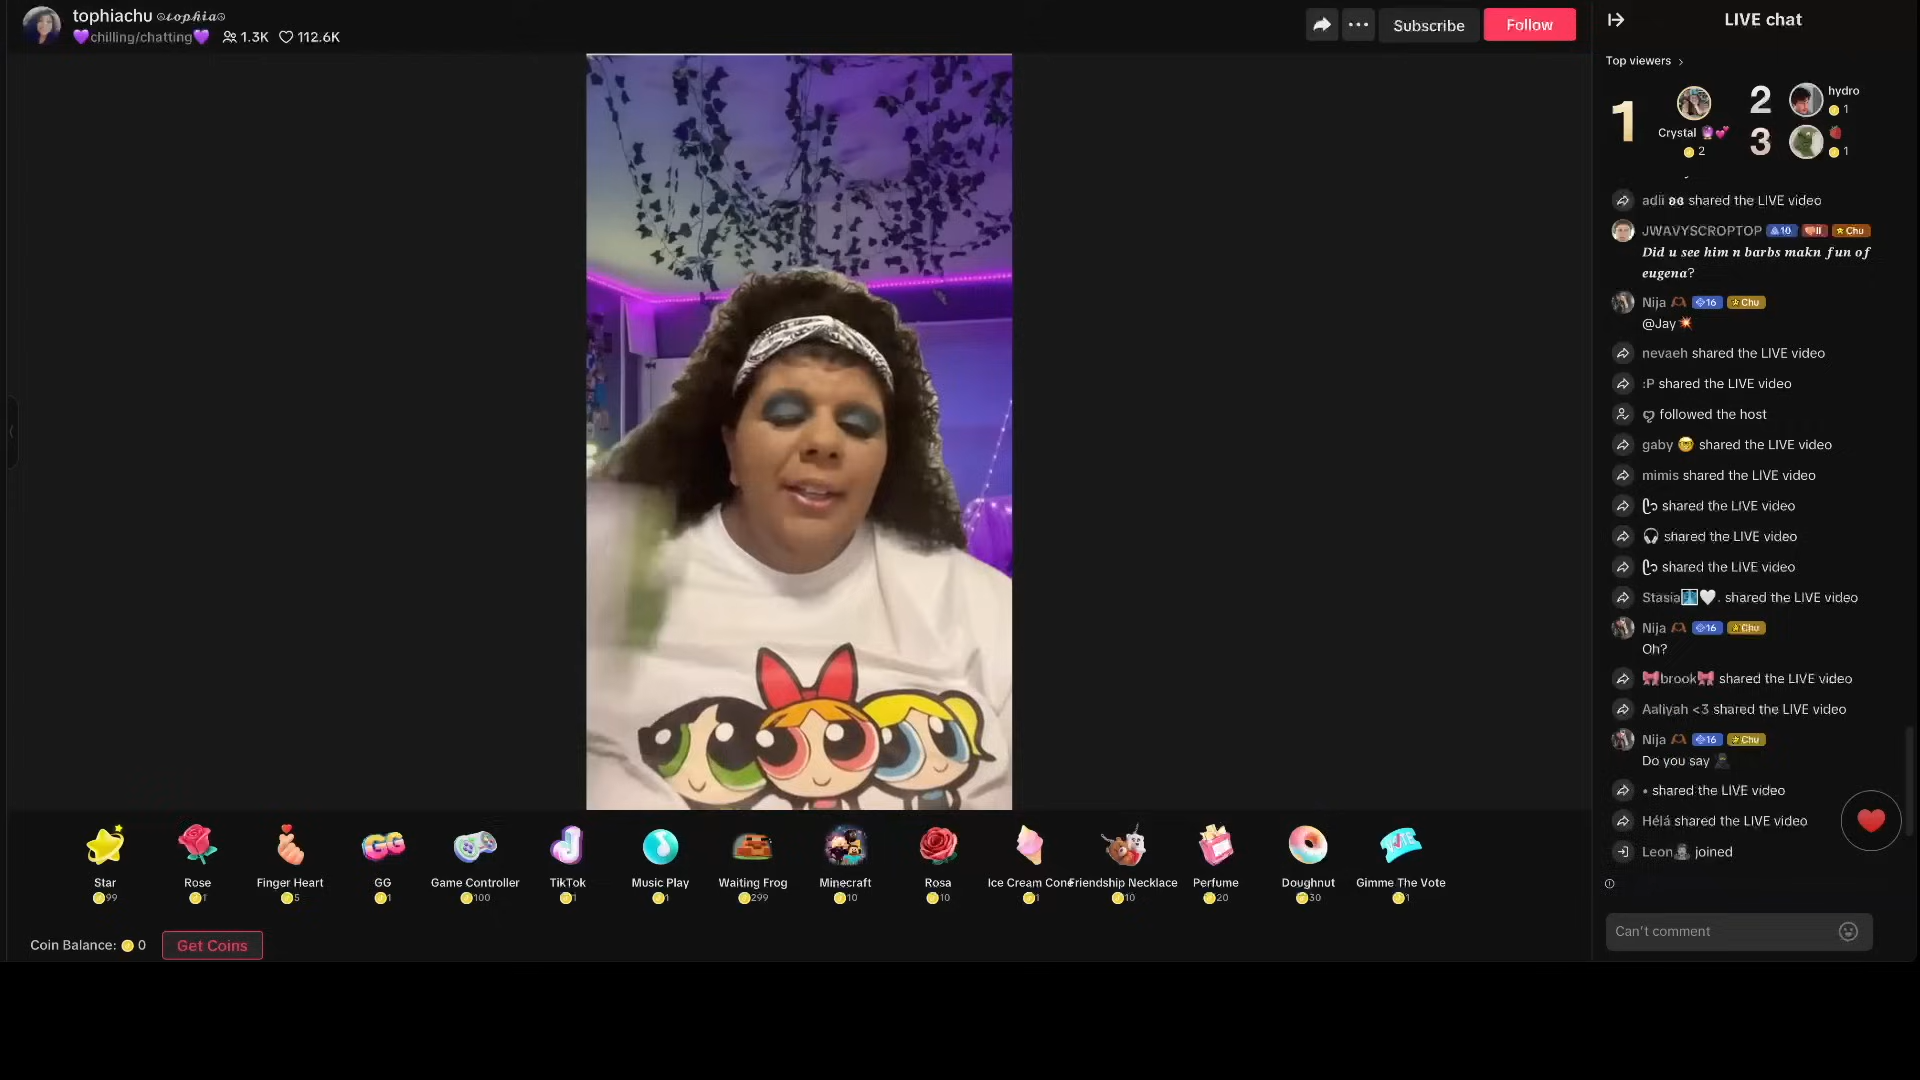 tophiachu 𝓽𝓸𝓹𝓱𝓲𝓪
💜chilling/chatting💜 1.3K 112.6K
Subscribe
Follow
LIVE chat
Top viewers >
1
Crystal 🔮💕
2
2
hydro
1
3
🍓
1
adii ʚɞ shared the LIVE video
JWAVYSCROPTOP 10 II Chu
Did u see him n barbs makn fun of
eugena?
Nija 16 Chu
@Jay💥
nevaeh shared the LIVE video
:P shared the LIVE video
ღ followed the host
gaby 🤓 shared the LIVE video
mimis shared the LIVE video
shared the LIVE video
🎧 shared the LIVE video
shared the LIVE video
Stasia🩻🤍. shared the LIVE video
Nija 16 Chu
Oh?
🎀brook🎀 shared the LIVE video
Aaliyah <3 shared the LIVE video
Nija 16 Chu
Do you say 🥷🏿
• shared the LIVE video
Hélá shared the LIVE video
Leon joined
Can't comment
GG
Star Rose Finger Heart GG Game Controller TikTok Music Play Waiting Frog Minecraft Rosa Ice Cream Cone Friendship Necklace Perfume Doughnut Gimme The Vote
99 1 5 1 100 1 1 299 10 10 1 10 20 30 1
Coin Balance: 0 Get Coins